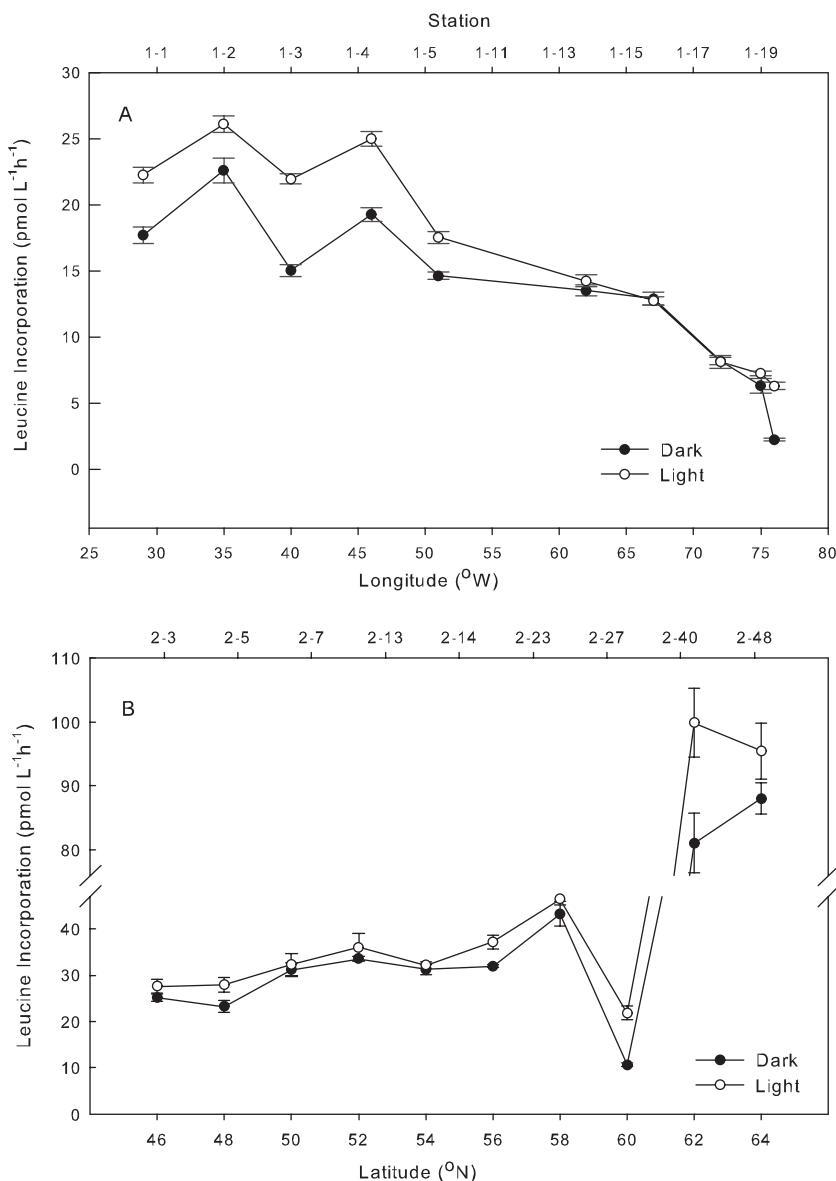 Station
1-1 1-2 1-3 1-4 1-5 1-11 1-13 1-15 1-17 1-19
A
30
25
20
15
10
5
0
Leucine Incorporation (pmol L⁻¹h⁻¹)
Dark
Light
25 30 35 40 45 50 55 60 65 70 75 80
Longitude (⁰W)
2-3 2-5 2-7 2-13 2-14 2-23 2-27 2-40 2-48
B
110
100
90
80
40
30
20
10
0
Leucine Incorporation (pmol L⁻¹h⁻¹)
Dark
Light
46 48 50 52 54 56 58 60 62 64
Latitude (⁰N)